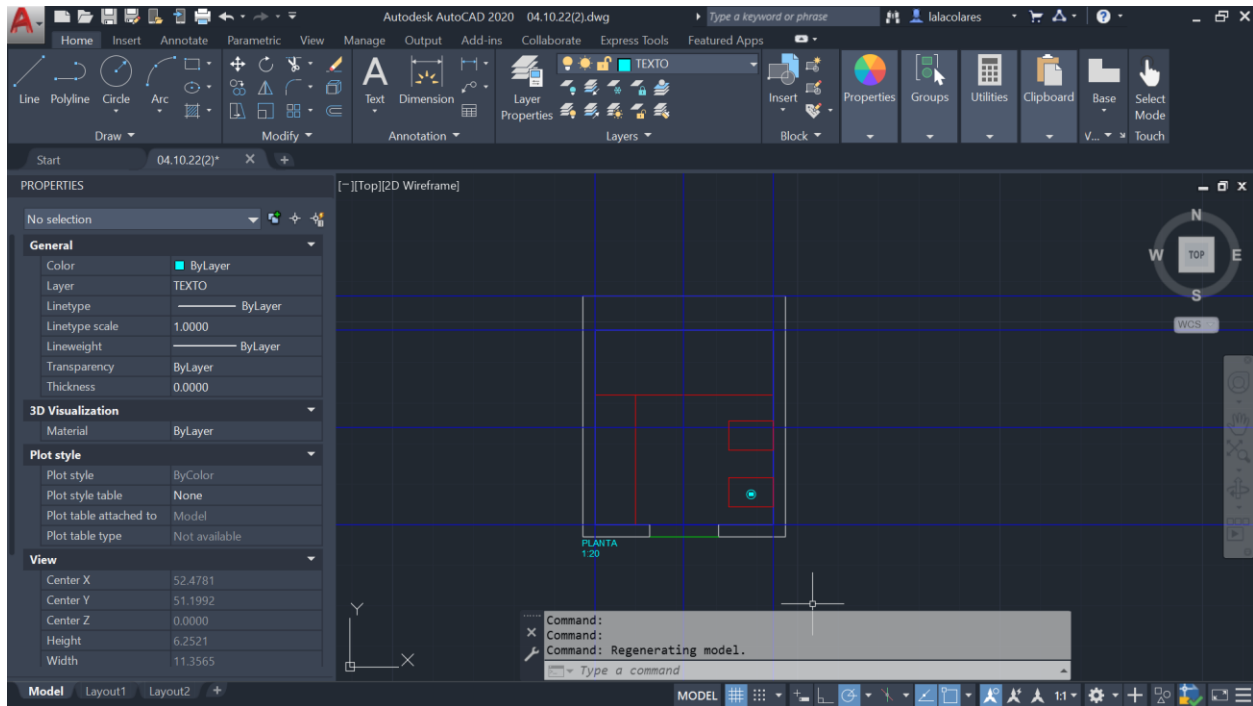 Autodesk AutoCAD 2020 04.10.22(2).dwg
Type a keyword or phrase
lalacolares
?
Home Insert Annotate Parametric View Manage Output Add-ins Collaborate Express Tools Featured Apps
TEXTO
Line Polyline Circle Arc
Text Dimension
Layer Properties
Insert
Properties Groups Utilities Clipboard Base
Select Mode
Draw Modify Annotation Layers Block V... Touch
Start 04.10.22(2)*
PROPERTIES
[−][Top][2D Wireframe]
No selection
General
Color ByLayer
Layer TEXTO
Linetype ByLayer
Linetype scale 1.0000
Lineweight ByLayer
Transparency ByLayer
Thickness 0.0000
3D Visualization
Material ByLayer
Plot style
Plot style ByColor
Plot style table None
Plot table attached to Model
Plot table type Not available
View
Center X 52.4781
Center Y 51.1992
Center Z 0.0000
Height 6.2521
Width 11.3565
N
W TOP E
S
WCS
PLANTA
1:20
Y
X
Command:
Command:
Command: Regenerating model.
Type a command
Model Layout1 Layout2 +
MODEL 1:1